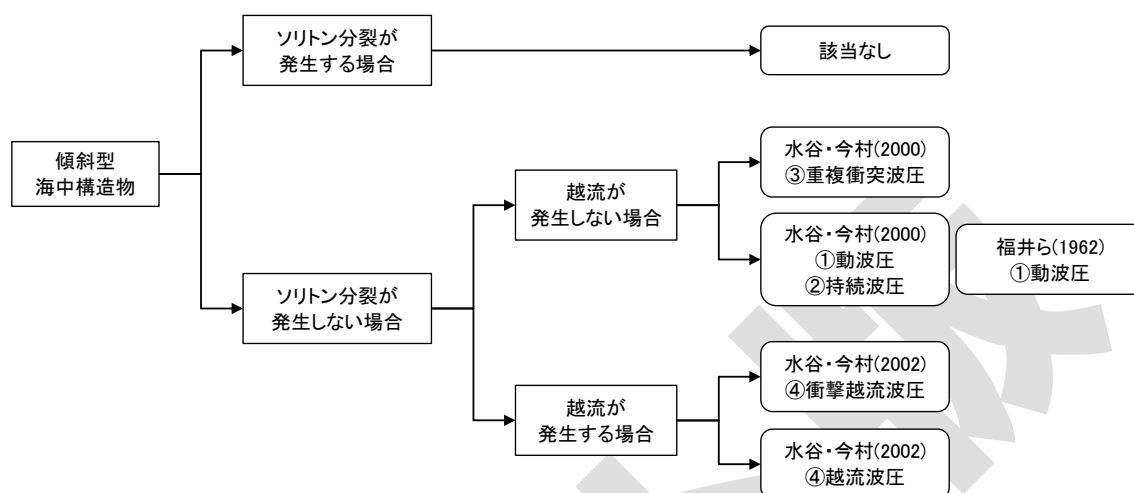 ソリトン分裂が
発生する場合
該当なし
傾斜型
海中構造物
水谷・今村(2000)
③重複衝突波圧
越流が
発生しない場合
水谷・今村(2000)
①動波圧
②持続波圧
福井ら(1962)
①動波圧
ソリトン分裂が
発生しない場合
水谷・今村(2002)
④衝撃越流波圧
越流が
発生する場合
水谷・今村(2002)
④越流波圧